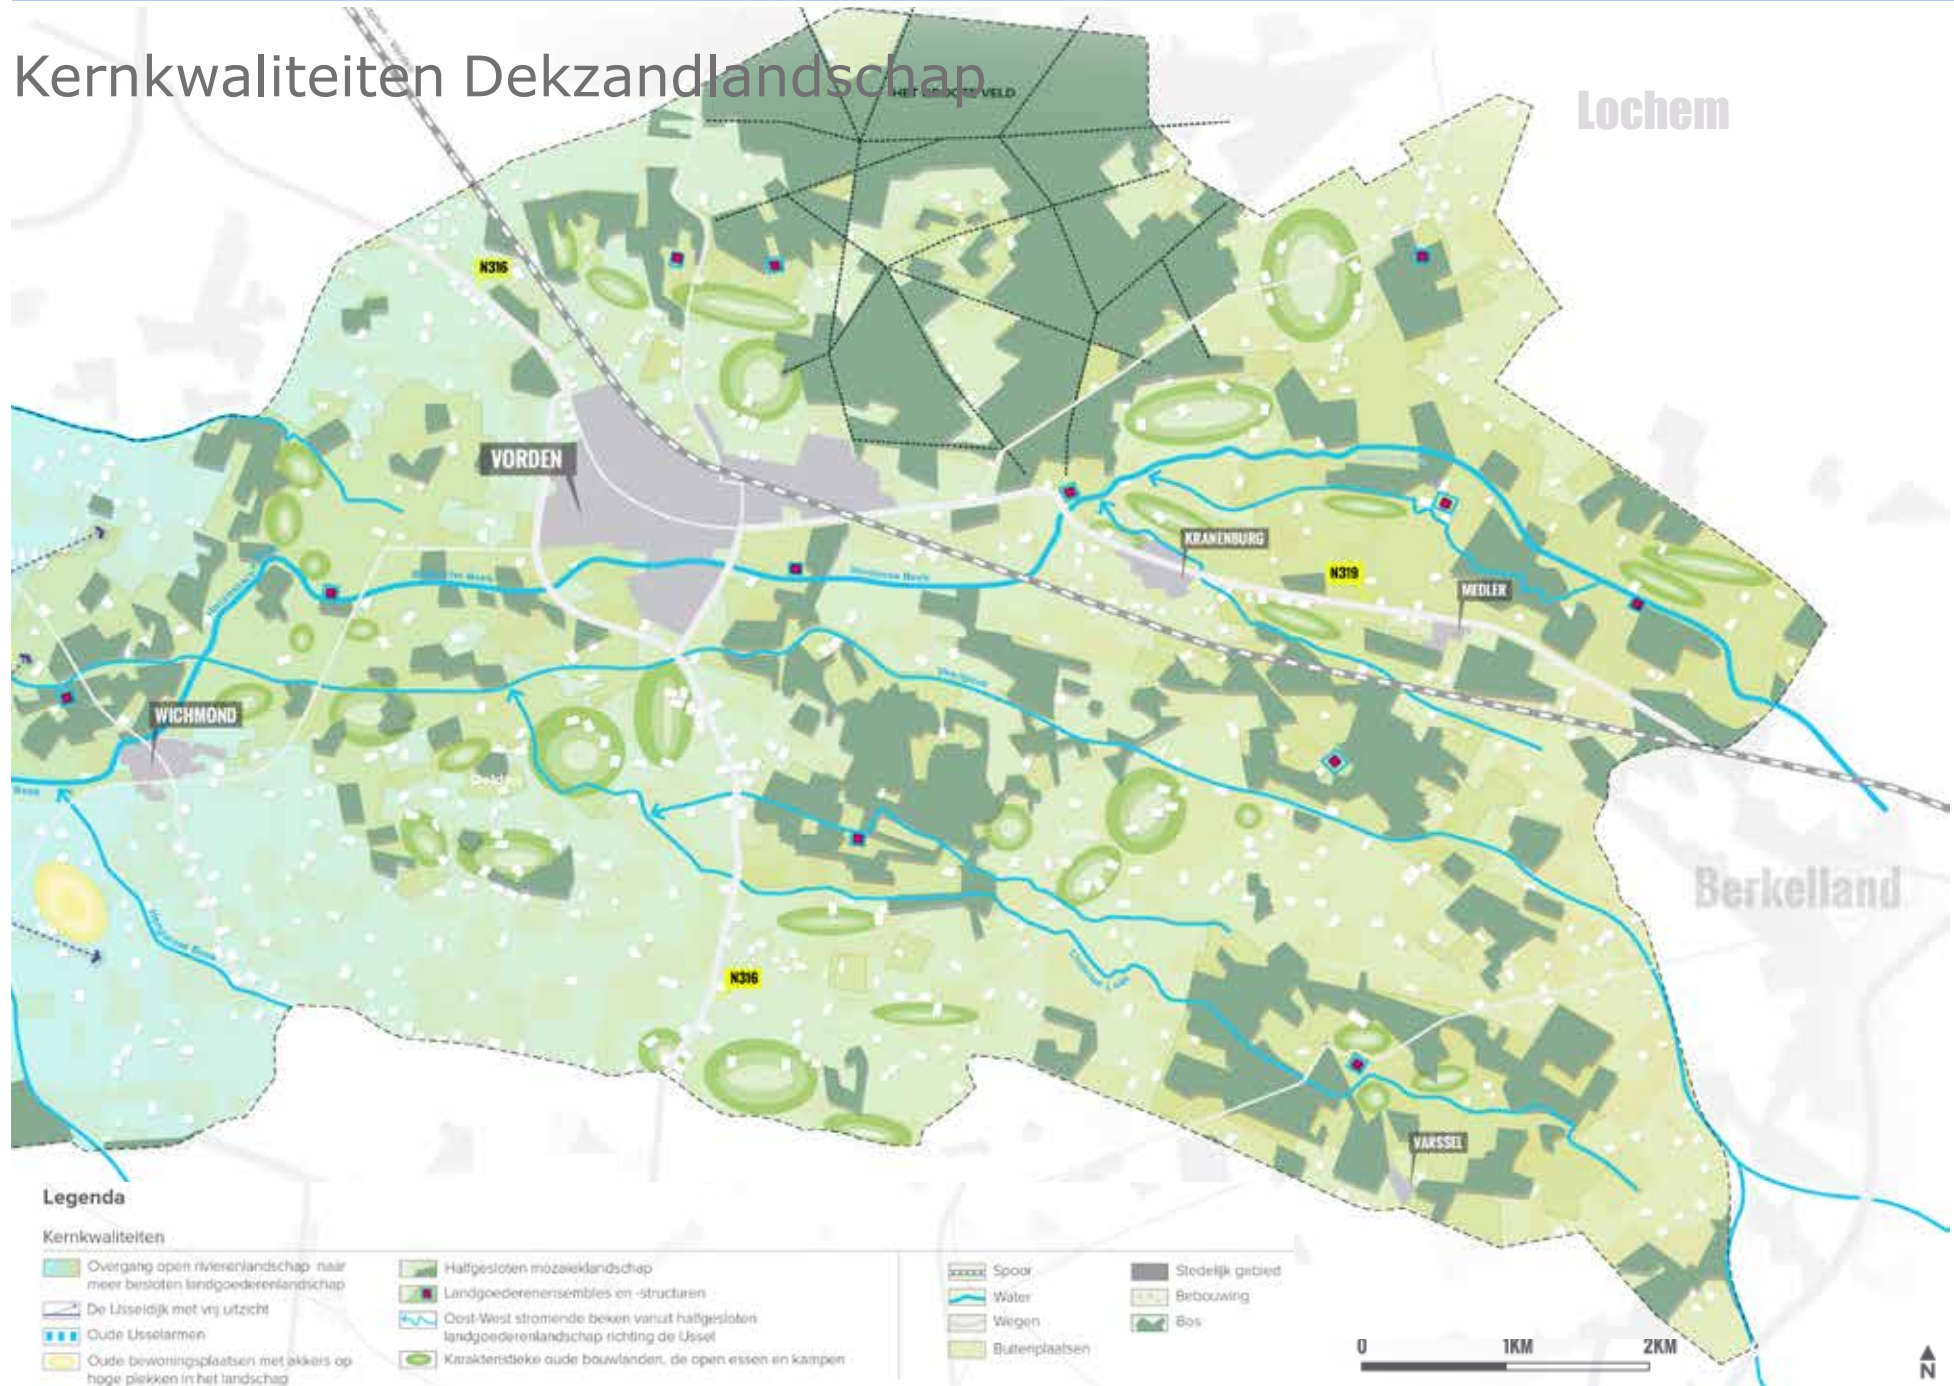 Kernkwaliteiten Dekzandlandschap
HET GROOTE VELD
Lochem
N316
VORDEN
KRANENBURG
N319
MEDLER
WICHMOND
Berkelland
N316
VARSSEL
Legenda
Kernkwaliteiten
Overgang open rivierenlandschap naar
meer besloten landgoederenlandschap
De IJsseldijk met vrij uitzicht
Oude IJsselarmen
Oude bewoningsplaatsen met akkers op
hoge plekken in het landschap
Halfgesloten mozaieklandschap
Landgoederenensembles en -structuren
Oost-West stromende beken vanuit halfgesloten
landgoederenlandschap richting de IJssel
Karakteristieke oude bouwlanden, de open essen en kampen
Spoor
Water
Wegen
Buitenplaatsen
Stedelijk gebied
Bebouwing
Bos
0 1KM 2KM
N